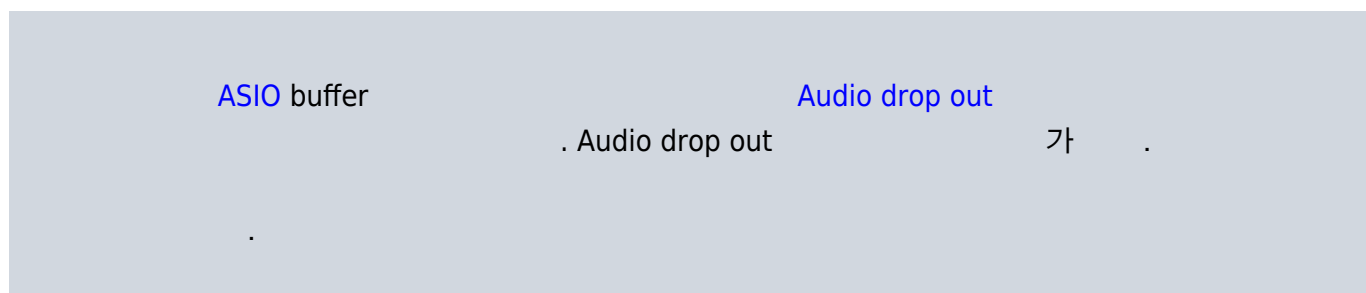 ASIO buffer Audio drop out
. Audio drop out 가 .
.